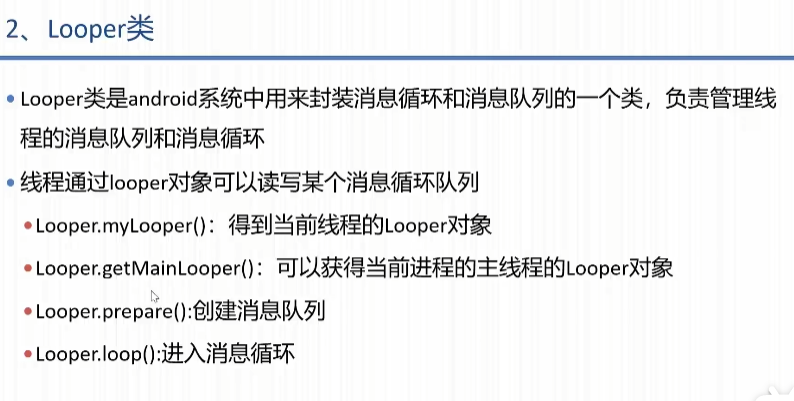 2、Looper类
•Looper类是android系统中用来封装消息循环和消息队列的一个类，负责管理线
程的消息队列和消息循环
•线程通过looper对象可以读写某个消息循环队列
•Looper.myLooper()：得到当前线程的Looper对象
•Looper.getMainLooper()：可以获得当前进程的主线程的Looper对象
•Looper.prepare():创建消息队列
•Looper.loop():进入消息循环